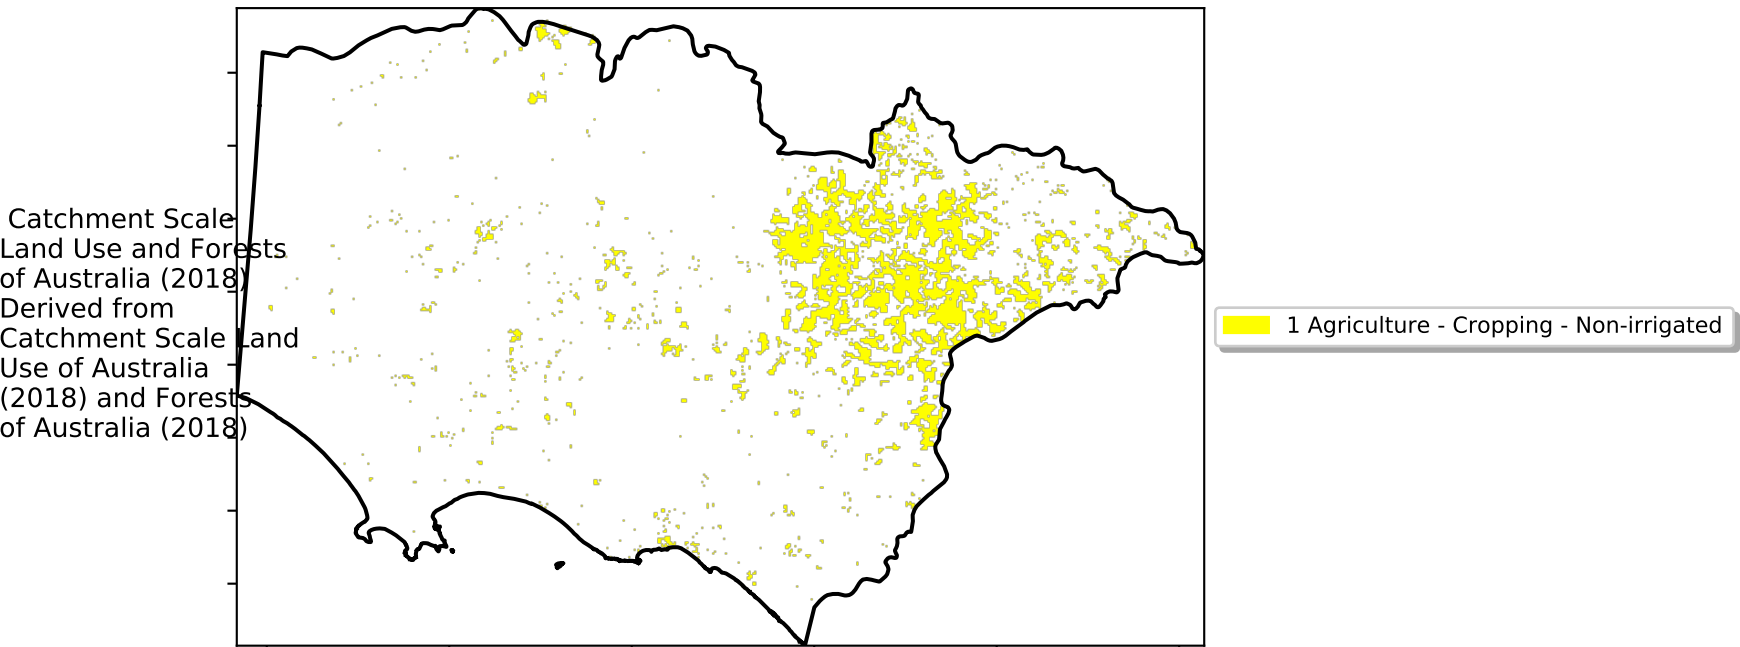 Catchment Scale
Land Use and Forests
of Australia (2018)
Derived from
Catchment Scale Land
Use of Australia
(2018) and Forests
of Australia (2018)
1 Agriculture - Cropping - Non-irrigated